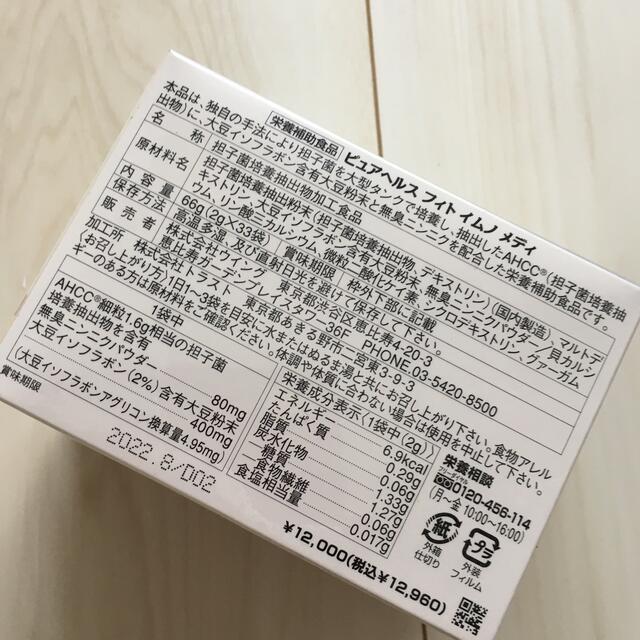 栄養補助食品 ピュアヘルス フィト イムノ メディ
本品は、独自の手法により担子菌を大型タンクで培養し、抽出したAHCC®(担子菌培養抽
出物)に、大豆イソフラボン含有大豆粉末と無臭ニンニクを配合した栄養補助食品です。
名 称 担子菌培養抽出物加工食品
原材料名 担子菌培養抽出粉末(担子菌培養抽出物、デキストリン)(国内製造)、マルトデ
キストリン、大豆イソフラボン含有大豆粉末、無臭ニンニクパウダー、貝カルシ
ウム、リン酸三カルシウム、微粒二酸化ケイ素、シクロデキストリン、グァーガム
内 容 量 66g(2g×33袋) 賞味期限 枠外下部に記載
保存方法 高温多湿、及び直射日光を避けて保存して下さい。
販 売 者 株式会社ウイング 東京都渋谷区恵比寿4-20-3
恵比寿ガーデンプレイスタワー36F PHONE.03-5420-8500
加工所 株式会社トラスト 東京都あきる野市二宮東3-9-3
お召し上がり方/1日1~3袋を目安に水またはぬるま湯と共にお召し上がり下さい。食物アレル
ギーのある方は原材料をご確認ください。体調や体質に合わない場合は使用を中止して下さい。
1袋中
AHCC®細粒1.6g相当の担子菌
培養抽出物を含有
無臭ニンニクパウダー 80mg
大豆イソフラボン(2%)含有大豆粉末
400mg
(大豆イソフラボンアグリコン換算量4.95mg)
栄養成分表示(1袋中(2g))
エネルギー 6.9kcal
たんぱく質 0.29g
脂質 0.06g
炭水化物 1.33g
糖質 1.27g
食物繊維 0.06g
食塩相当量 0.017g
賞味期限
2022.8/002
栄養相談
フリーダイヤル
0120-456-114
(月~金 10:00~16:00)
紙
外箱
仕切り
プラ
外装
フィルム
¥12,000(税込¥12,960)